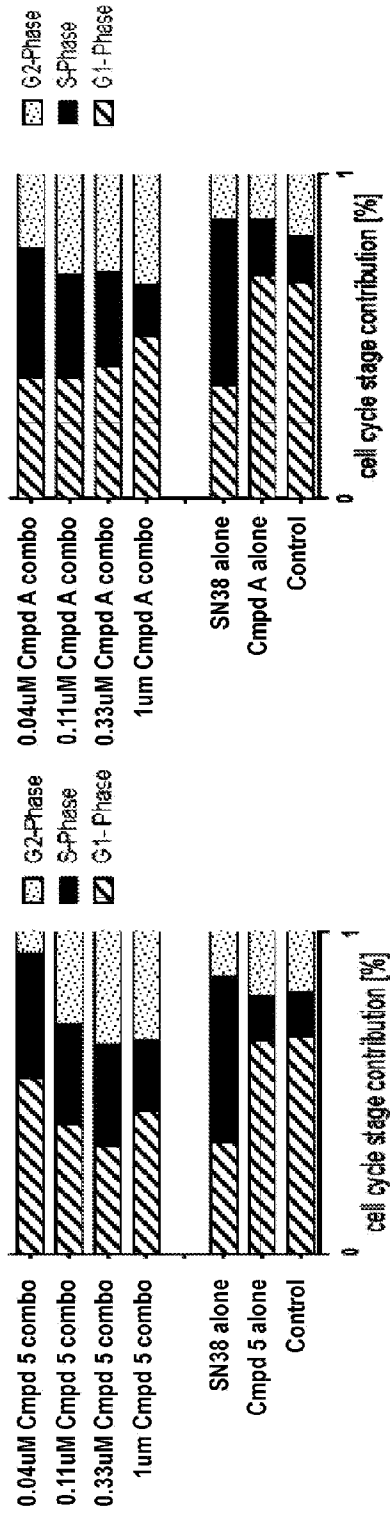 0.04uM Cmpd 5 combo
0.11uM Cmpd 5 combo
0.33uM Cmpd 5 combo
1um Cmpd 5 combo
SN38 alone
Cmpd 5 alone
Control
0
1
cell cycle stage contribution [%]
G2-Phase
S-Phase
G1-Phase
0.04uM Cmpd A combo
0.11uM Cmpd A combo
0.33uM Cmpd A combo
1um Cmpd A combo
SN38 alone
Cmpd A alone
Control
0
1
cell cycle stage contribution [%]
G2-Phase
S-Phase
G1-Phase